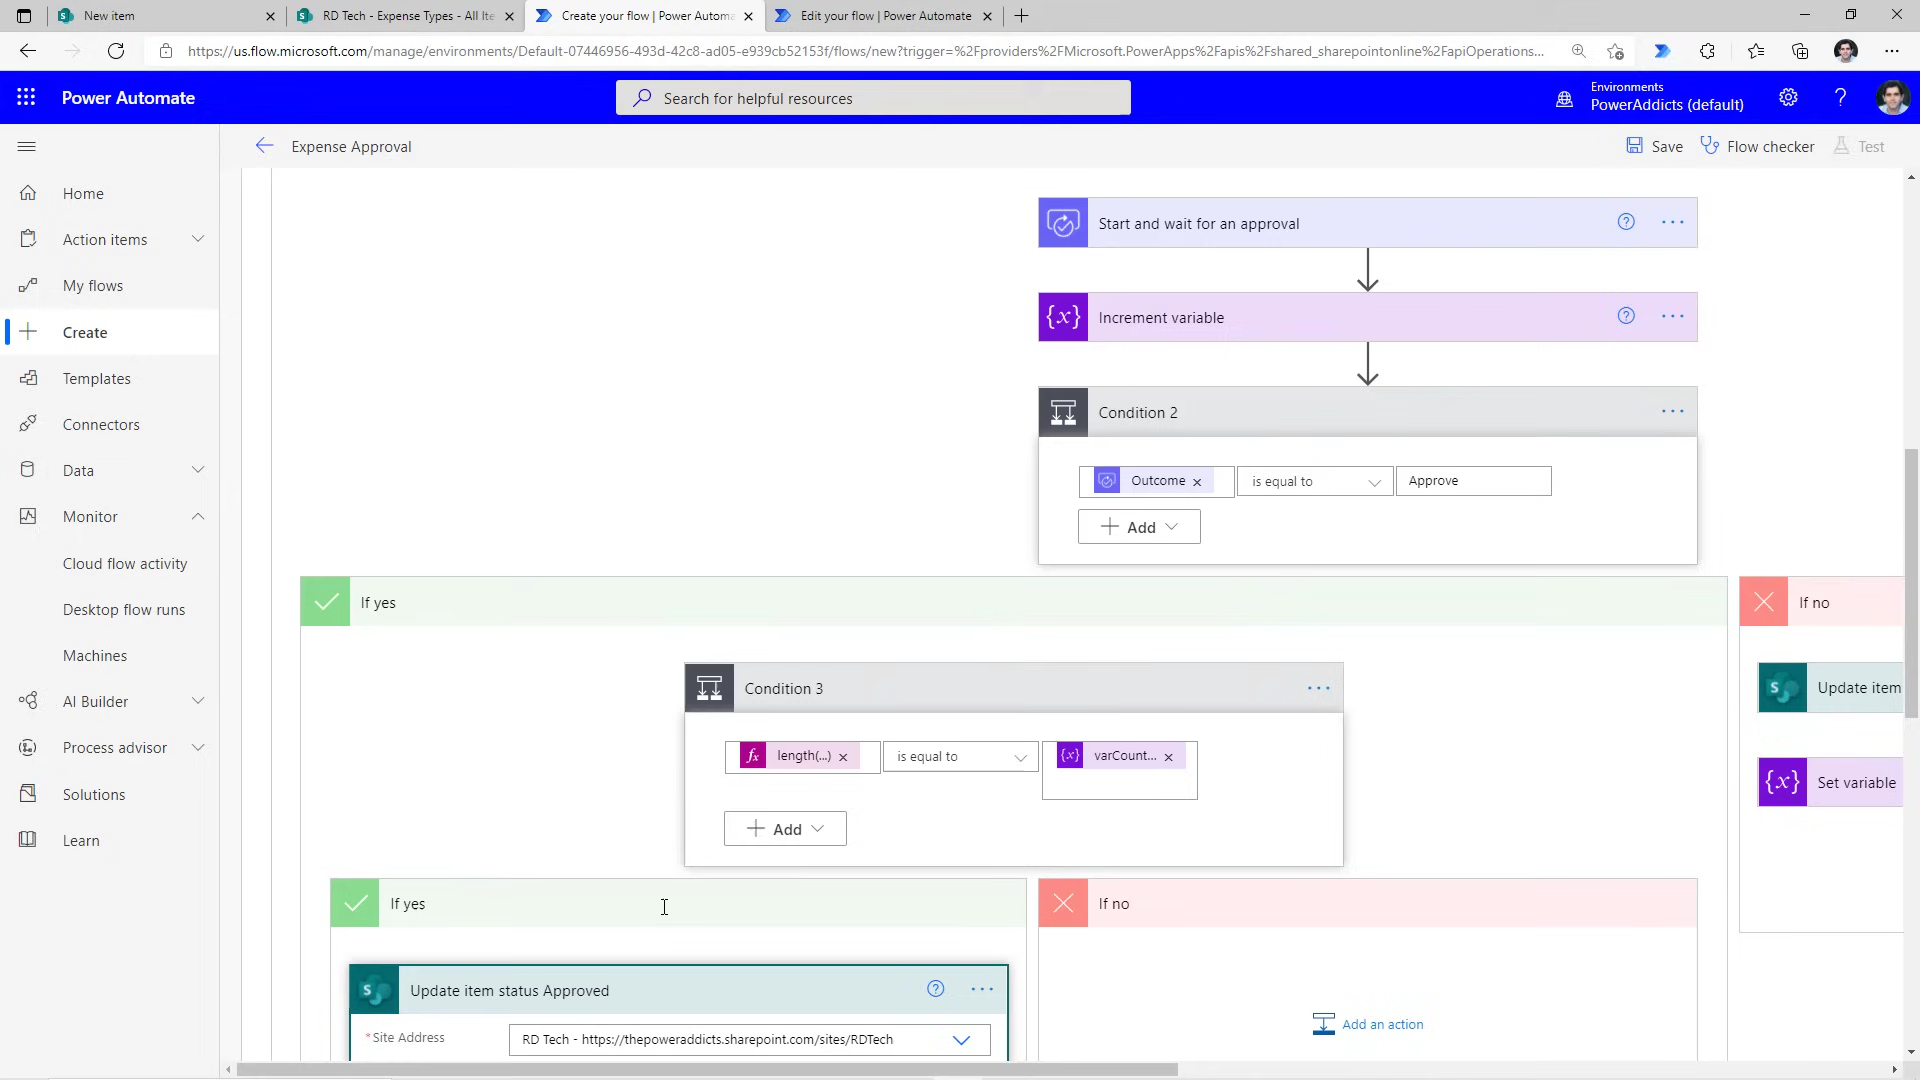 New item
RD Tech - Expense Types - All Ite
Create your flow | Power Automa
Edit your flow | Power Automate
https://us.flow.microsoft.com/manage/environments/Default-07446956-493d-42c8-ad05-e939cb52153f/flows/new?trigger=%2Fproviders%2FMicrosoft.PowerApps%2Fapis%2Fshared_sharepointonline%2FapiOperations...
Power Automate
Search for helpful resources
Environments
PowerAddicts (default)
Expense Approval
Save
Flow checker
Test
Home
Action items
My flows
Create
Templates
Connectors
Data
Monitor
Cloud flow activity
Desktop flow runs
Machines
AI Builder
Process advisor
Solutions
Learn
Start and wait for an approval
{x} Increment variable
Condition 2
Outcome
is equal to
Approve
Add
If yes
If no
Condition 3
fx length(...)
is equal to
{x} varCount...
Add
Update item
{x} Set variable
If yes
If no
Update item status Approved
*Site Address
RD Tech - https://thepoweraddicts.sharepoint.com/sites/RDTech
Add an action